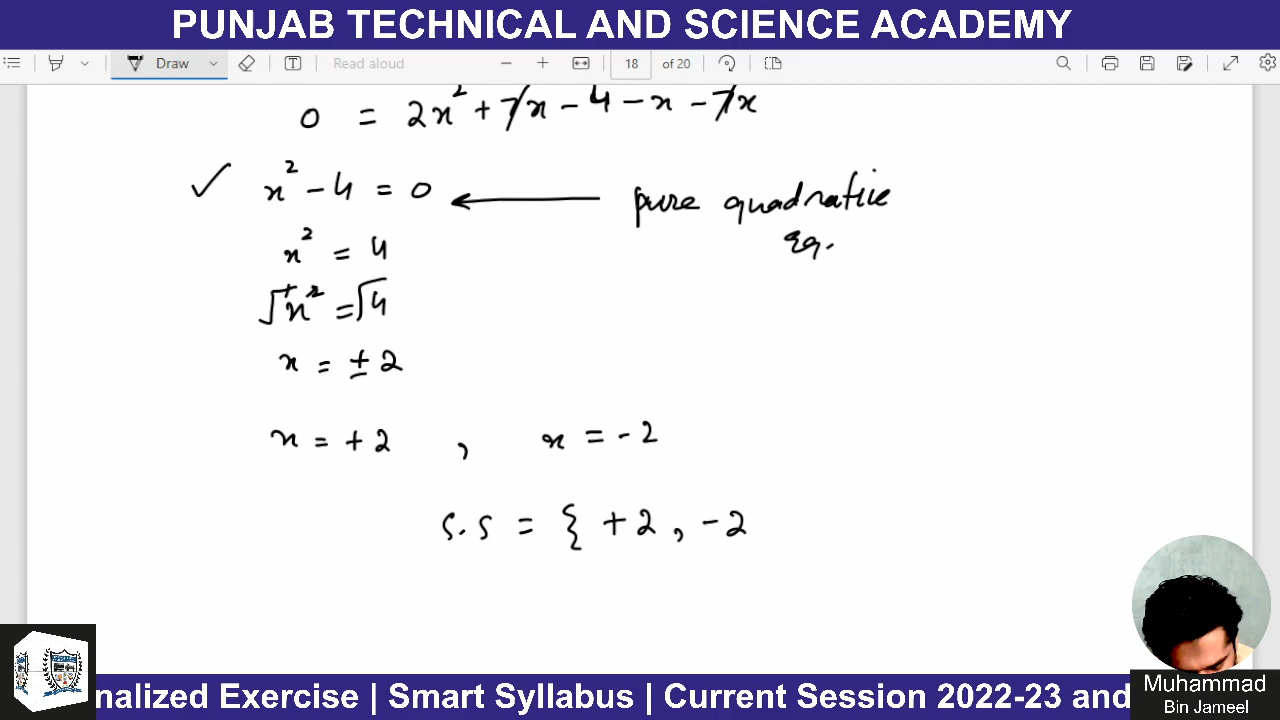 PUNJAB TECHNICAL AND SCIENCE ACADEMY
Draw Read aloud 18 of 20
0 = 2x² + 7x - 4 - x - 7x
✓ x² - 4 = 0 ← pure quadratic
eq.
x² = 4
√x² = √4
x = ± 2
x = + 2 , x = - 2
S.S = { + 2 , - 2
nalized Exercise | Smart Syllabus | Current Session 2022-23 and
Muhammad
Bin Jameel